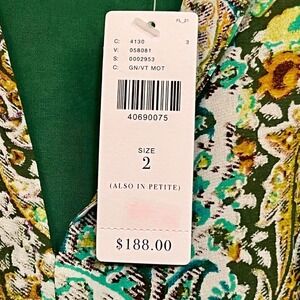 FL_21
C: 4130 3
V: 058081
S: 0002953
C: GN/VT MOT
40690075
SIZE
2
(ALSO IN PETITE)
$188.00